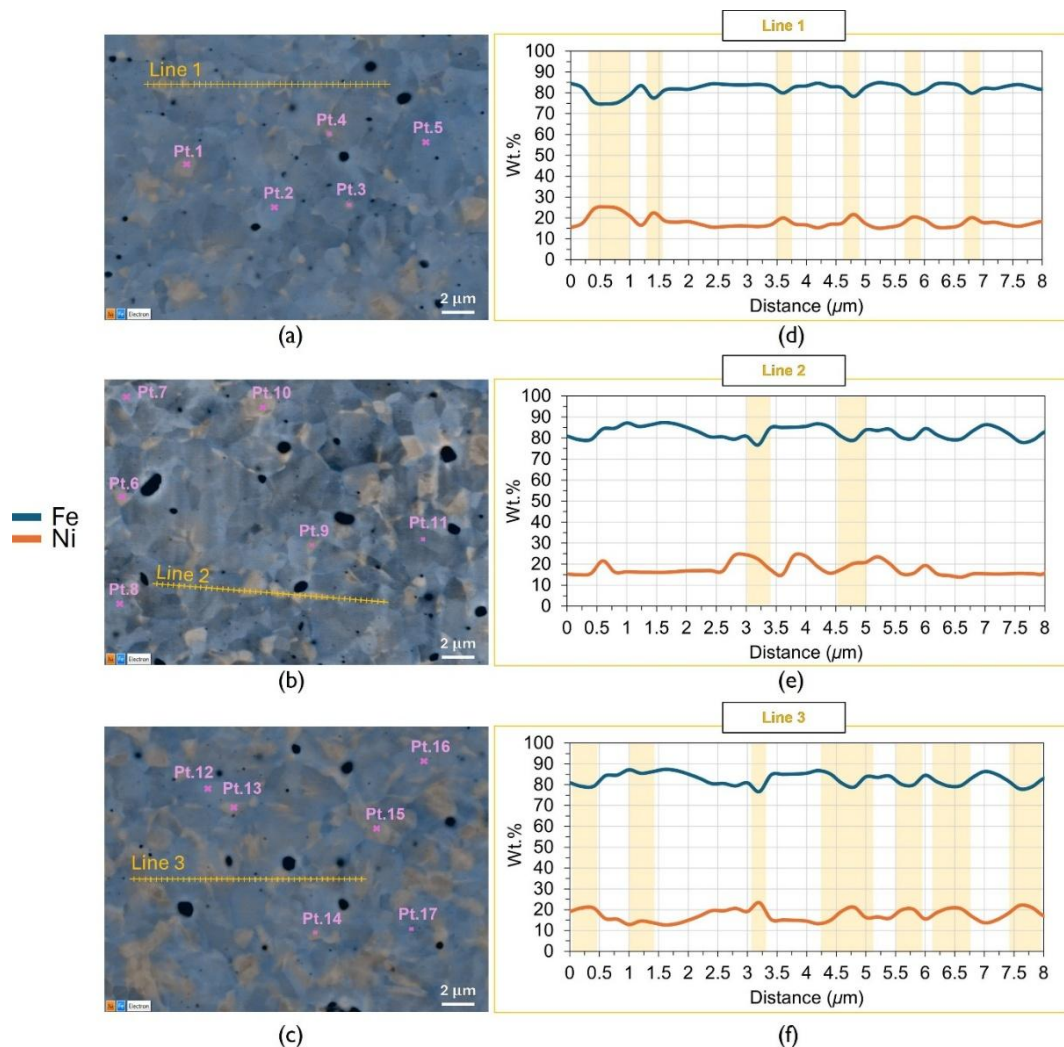 Line 1
Line 1
Pt.4
Pt.5
Pt.1
Pt.2
Pt.3
Electron
2 μm
(a)
Wt.%
100
90
80
70
60
50
40
30
20
10
0
0 0.5 1 1.5 2 2.5 3 3.5 4 4.5 5 5.5 6 6.5 7 7.5 8
Distance (µm)
(d)
Line 2
Pt.7
Pt.10
Pt.6
Pt.9
Pt.11
Line 2
Pt.8
Electron
2 μm
(b)
Fe
Ni
Wt.%
100
90
80
70
60
50
40
30
20
10
0
0 0.5 1 1.5 2 2.5 3 3.5 4 4.5 5 5.5 6 6.5 7 7.5 8
Distance (µm)
(e)
Line 3
Pt.16
Pt.12
Pt.13
Pt.15
Line 3
Pt.14
Pt.17
Electron
2 μm
(c)
Wt.%
100
90
80
70
60
50
40
30
20
10
0
0 0.5 1 1.5 2 2.5 3 3.5 4 4.5 5 5.5 6 6.5 7 7.5 8
Distance (µm)
(f)